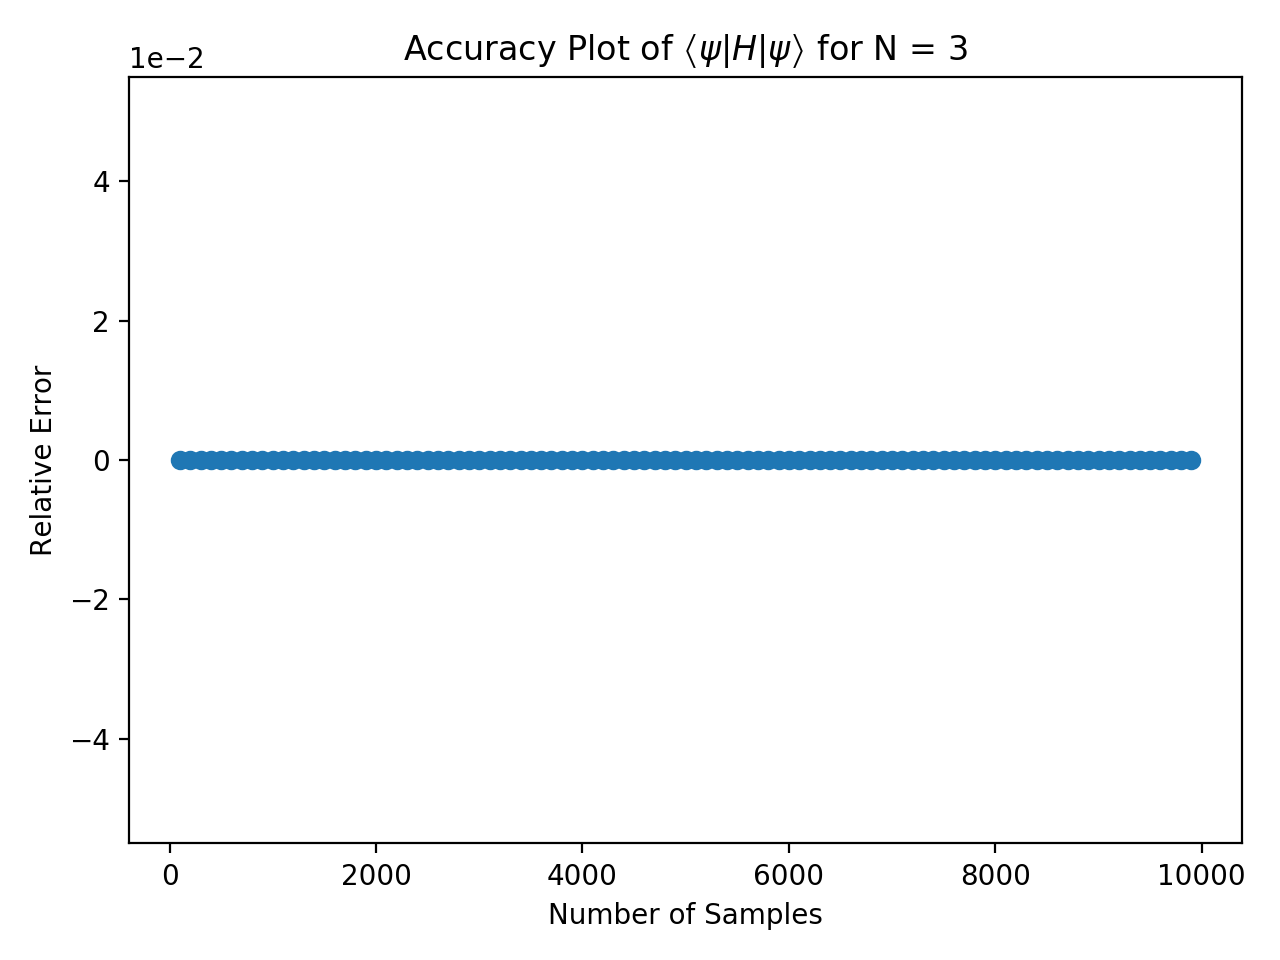 Accuracy Plot of ⟨ψ|H|ψ⟩ for N = 3
1e−2
4
2
0
−2
−4
Relative Error
0 2000 4000 6000 8000 10000
Number of Samples